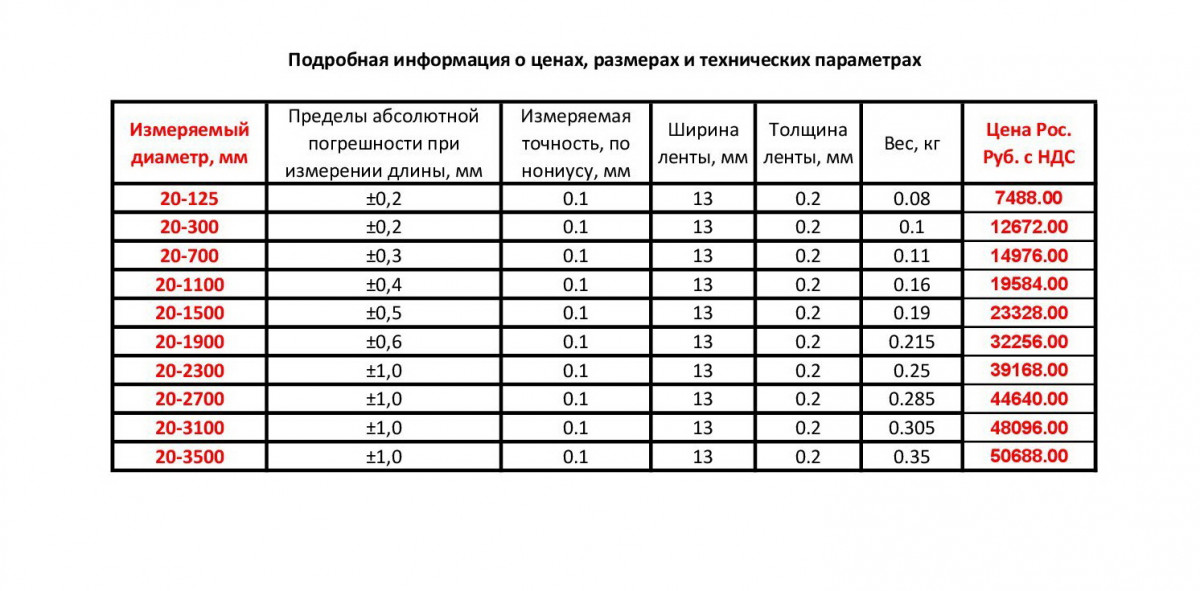 Подробная информация о ценах, размерах и технических параметрах
Измеряемый диаметр, мм Пределы абсолютной погрешности при измерении длины, мм Измеряемая точность, по нониусу, мм Ширина ленты, мм Толщина ленты, мм Вес, кг Цена Рос. Руб. с НДС
20-125 ±0,2 0.1 13 0.2 0.08 7488.00
20-300 ±0,2 0.1 13 0.2 0.1 12672.00
20-700 ±0,3 0.1 13 0.2 0.11 14976.00
20-1100 ±0,4 0.1 13 0.2 0.16 19584.00
20-1500 ±0,5 0.1 13 0.2 0.19 23328.00
20-1900 ±0,6 0.1 13 0.2 0.215 32256.00
20-2300 ±1,0 0.1 13 0.2 0.25 39168.00
20-2700 ±1,0 0.1 13 0.2 0.285 44640.00
20-3100 ±1,0 0.1 13 0.2 0.305 48096.00
20-3500 ±1,0 0.1 13 0.2 0.35 50688.00